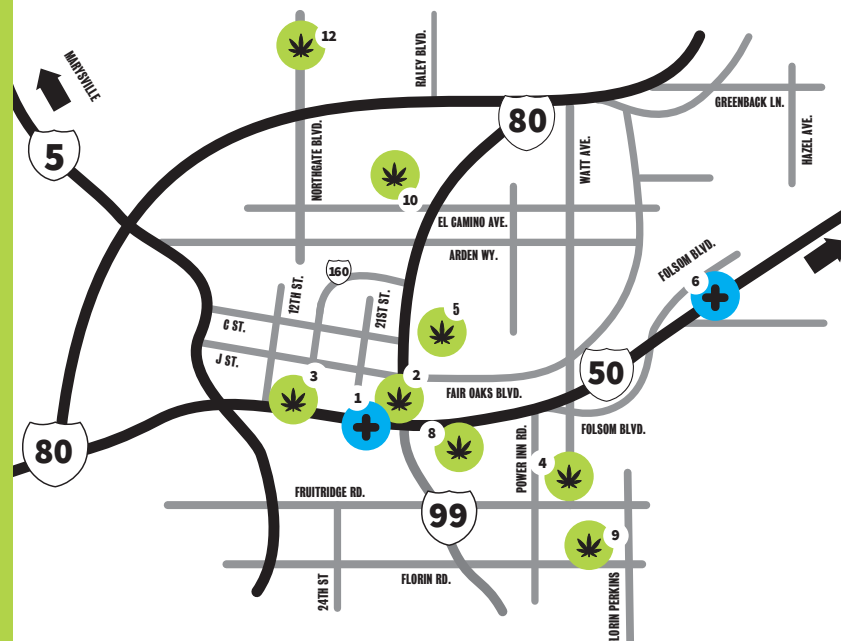 12
MARYSVILLE
RALEY BLVD.
GREENBACK LN.
80
5
NORTHGATE BLVD.
WATT AVE.
HAZEL AVE.
10
EL CAMINO AVE.
ARDEN WY.
FOLSOM BLVD.
160
12TH ST.
21ST ST.
6
C ST.
5
J ST.
3
2
50
1
FAIR OAKS BLVD.
8
FOLSOM BLVD.
80
POWER INN RD.
4
FRUITRIDGE RD.
99
9
24TH ST
FLORIN RD.
LORIN PERKINS